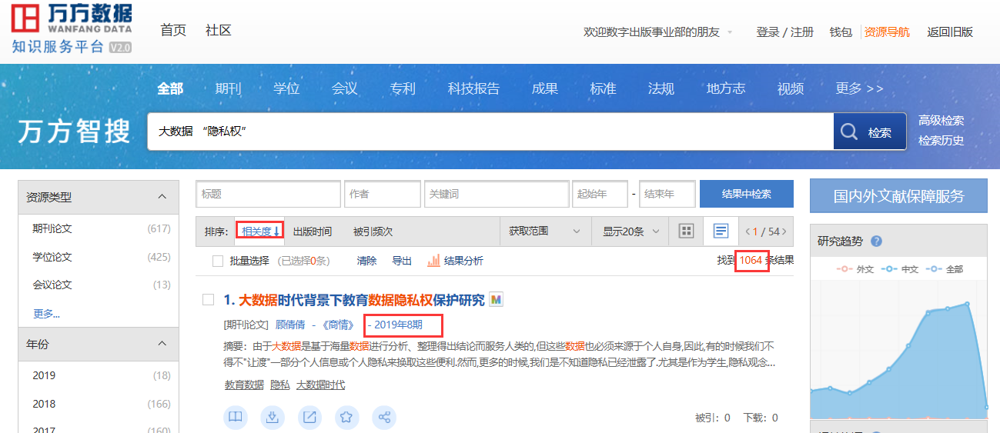 万方数据
WANFANG DATA
知识服务平台 V2.0
首页 社区
欢迎数字出版事业部的朋友 登录 / 注册 钱包 资源导航 返回旧版
全部 期刊 学位 会议 专利 科技报告 成果 标准 法规 地方志 视频 更多 >>
万方智搜
大数据 “隐私权”
检索
高级检索
检索历史
资源类型
期刊论文 (617)
学位论文 (425)
会议论文 (13)
更多...
年份
2019 (18)
2018 (166)
2017 (160)
标题 作者 关键词 起始年 - 结束年 结果中检索
排序: 相关度 出版时间 被引频次 获取范围 显示20条 1 / 54
批量选择 (已选择0条) 清除 导出 结果分析 找到 1064 条结果
1. 大数据时代背景下教育数据隐私权保护研究 M
[期刊论文] 顾倩倩 - 《商情》 - 2019年8期
摘要：由于大数据是基于海量数据进行分析、整理得出结论而服务人类的,但这些数据也必须来源于个人自身,因此,有的时候我们不
得不"让渡"一部分个人信息或个人隐私来换取这些便利.然而,更多的时候,我们是不知道隐私已经泄露了.尤其是作为学生,隐私观念...
教育数据 隐私 大数据时代
被引：0 下载：0
国内外文献保障服务
研究趋势 ?
外文 中文 全部